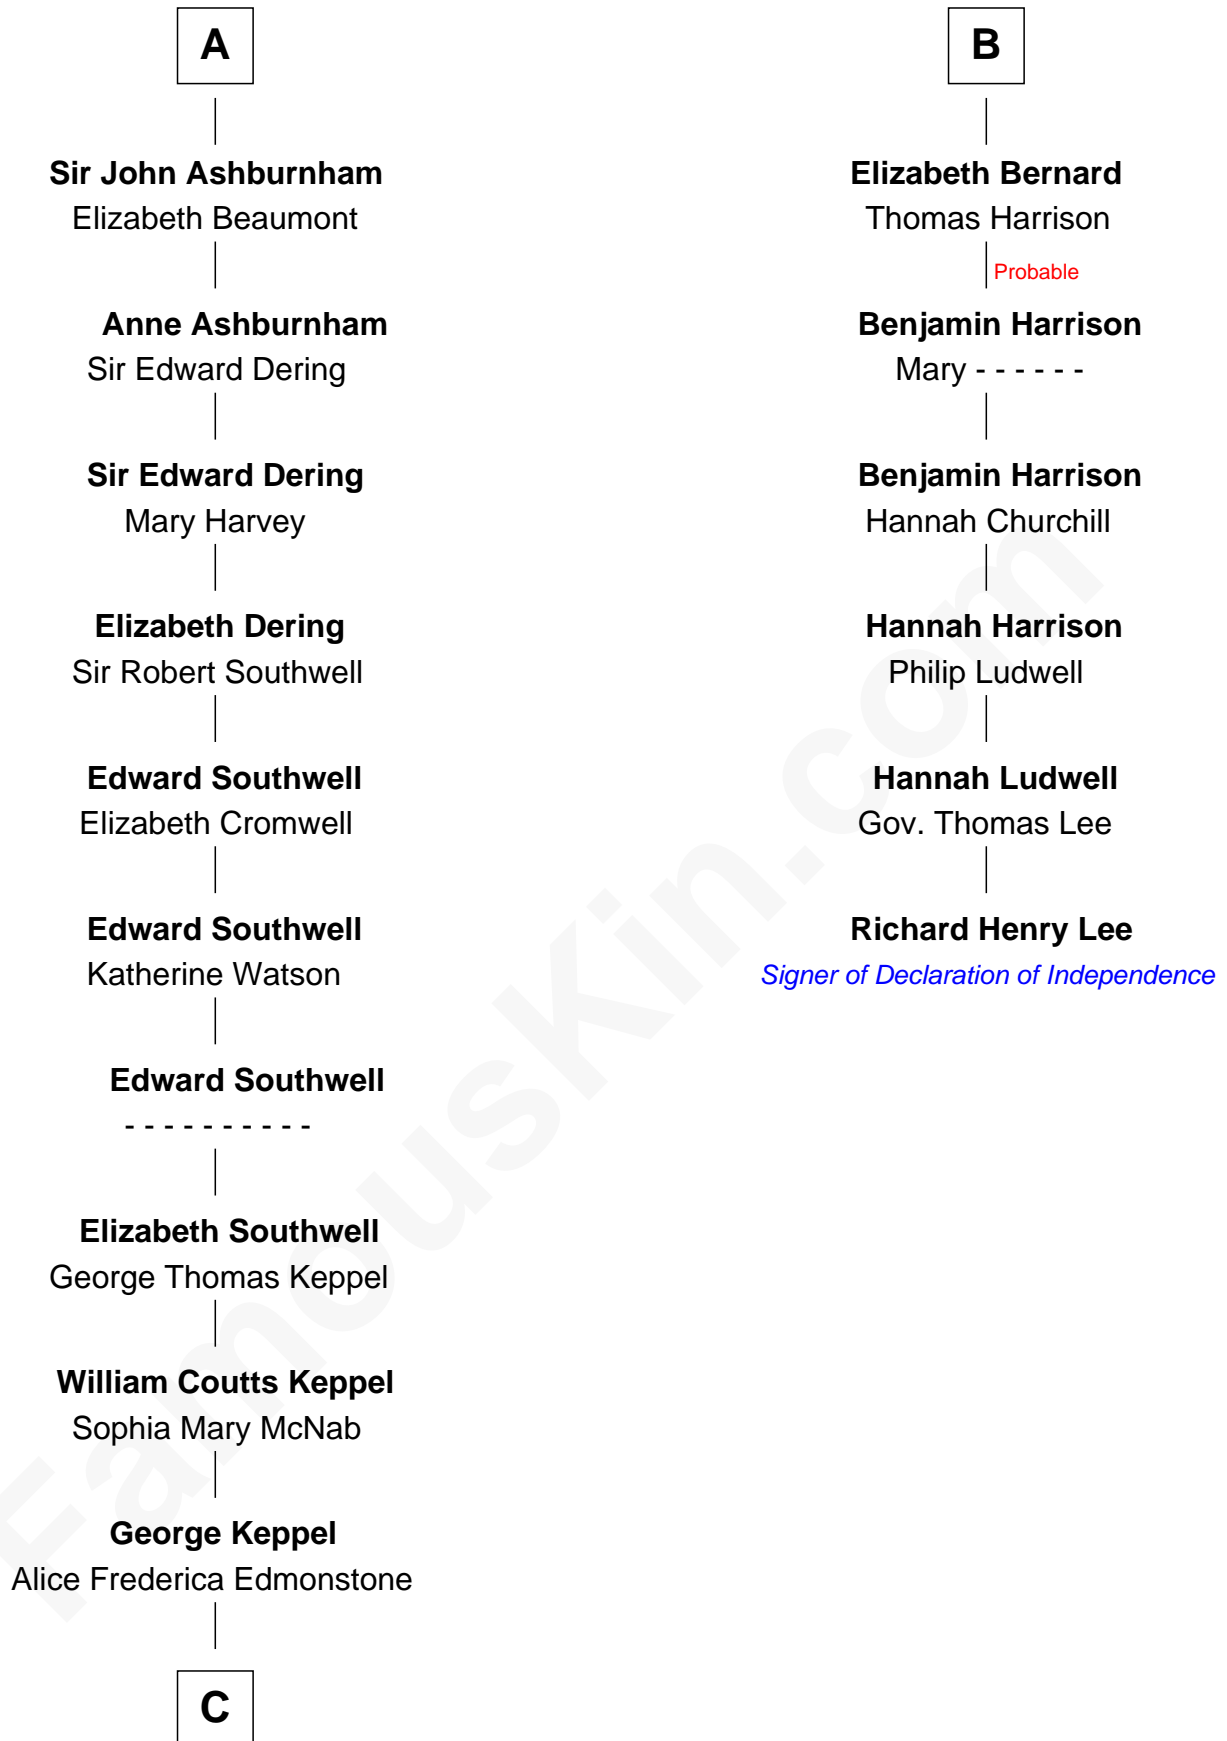 A
Sir John Ashburnham
Elizabeth Beaumont
Anne Ashburnham
Sir Edward Dering
Sir Edward Dering
Mary Harvey
Elizabeth Dering
Sir Robert Southwell
Edward Southwell
Elizabeth Cromwell
Edward Southwell
Katherine Watson
Edward Southwell
- - - - - - - - - -
Elizabeth Southwell
George Thomas Keppel
William Coutts Keppel
Sophia Mary McNab
George Keppel
Alice Frederica Edmonstone
C
B
Elizabeth Bernard
Thomas Harrison
Probable
Benjamin Harrison
Mary - - - - - -
Benjamin Harrison
Hannah Churchill
Hannah Harrison
Philip Ludwell
Hannah Ludwell
Gov. Thomas Lee
Richard Henry Lee
Signer of Declaration of Independence
FamousKin.com